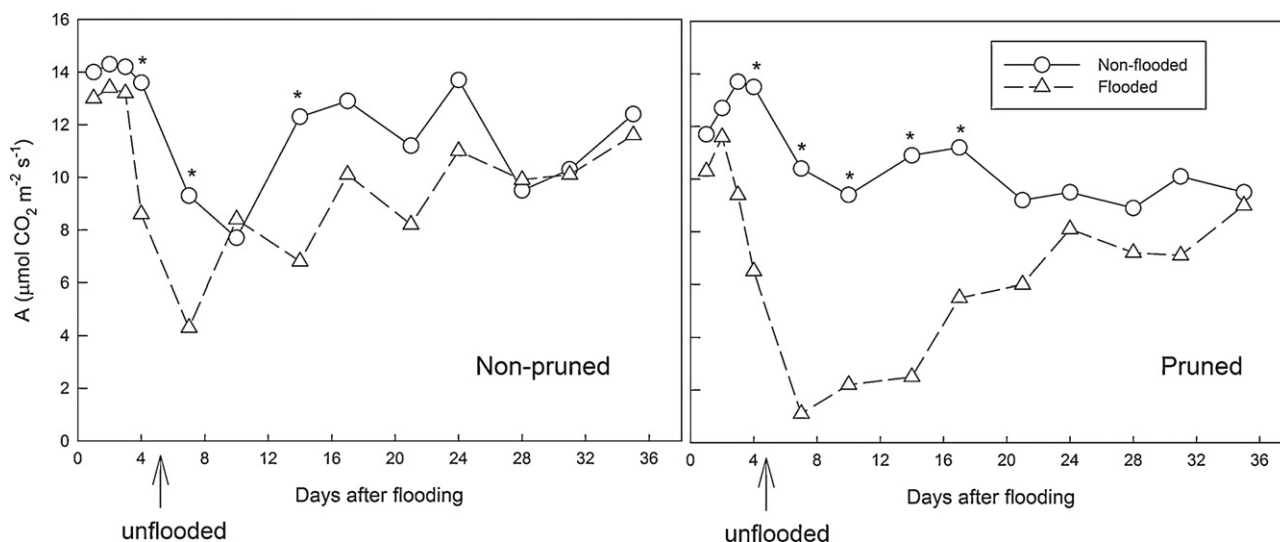 16
14
12
10
8
6
4
2
0
A (μmol CO2 m-2 s-1)
* * *
Non-pruned
0 4 8 12 16 20 24 28 32 36
Days after flooding
unflooded
Non-flooded
Flooded
* * * * *
Pruned
0 4 8 12 16 20 24 28 32 36
Days after flooding
unflooded